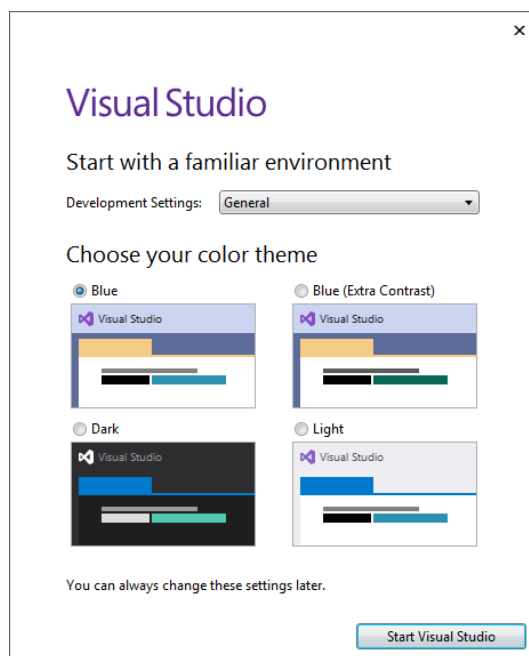 Visual Studio
Start with a familiar environment
Development Settings: General
Choose your color theme
Blue
Blue (Extra Contrast)
Visual Studio
Visual Studio
Dark
Light
Visual Studio
Visual Studio
You can always change these settings later.
Start Visual Studio